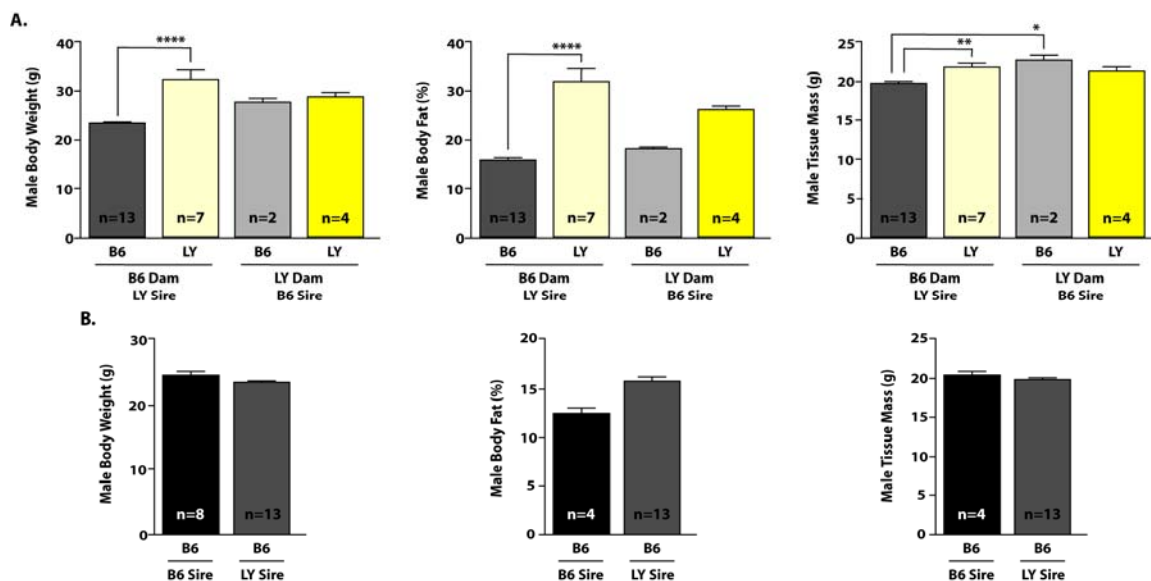 A.
Male Body Weight (g)
40
30
20
10
0
****
n=13
n=7
n=2
n=4
B6
LY
B6
LY
B6 Dam
LY Sire
LY Dam
B6 Sire
Male Body Fat (%)
40
30
20
10
0
****
n=13
n=7
n=2
n=4
B6
LY
B6
LY
B6 Dam
LY Sire
LY Dam
B6 Sire
Male Tissue Mass (g)
25
20
15
10
5
0
*
**
n=13
n=7
n=2
n=4
B6
LY
B6
LY
B6 Dam
LY Sire
LY Dam
B6 Sire
B.
Male Body Weight (g)
30
20
10
0
n=8
n=13
B6
B6
B6 Sire
LY Sire
Male Body Fat (%)
20
15
10
5
0
n=4
n=13
B6
B6
B6 Sire
LY Sire
Male Tissue Mass (g)
25
20
15
10
5
0
n=4
n=13
B6
B6
B6 Sire
LY Sire